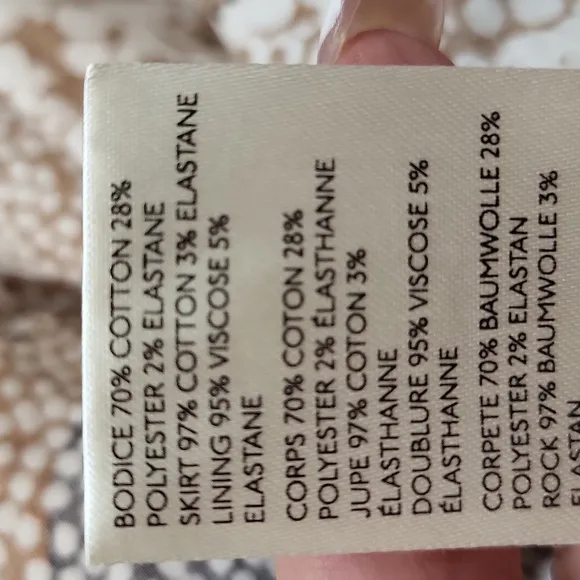 BODICE 70% COTTON 28%
POLYESTER 2% ELASTANE
SKIRT 97% COTTON 3% ELASTANE
LINING 95% VISCOSE 5%
ELASTANE
CORPS 70% COTON 28%
POLYESTER 2% ÉLASTHANNE
JUPE 97% COTON 3%
ÉLASTHANNE
DOUBLURE 95% VISCOSE 5%
ÉLASTHANNE
CORPETE 70% BAUMWOLLE 28%
POLYESTER 2% ELASTAN
ROCK 97% BAUMWOLLE 3%
ELASTAN